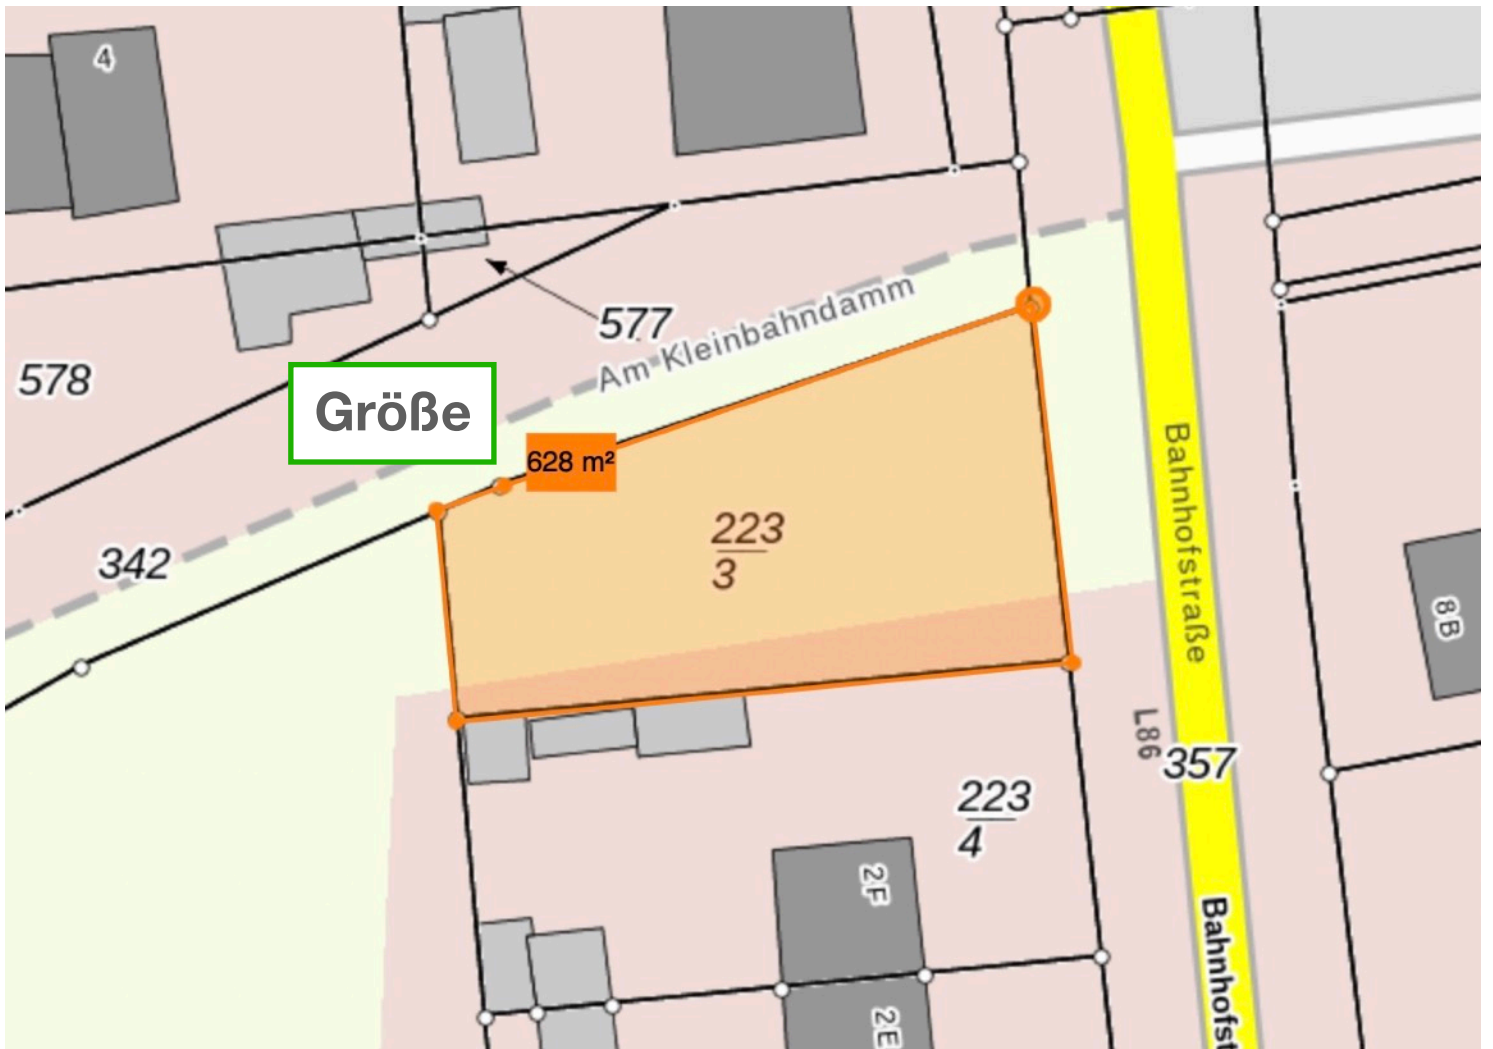 4
577
Am Kleinbahndamm
578
Größe
628 m²
342
223
3
Bahnhofstraße
8B
L86
357
223
4
2F
Bahnhofst
2E